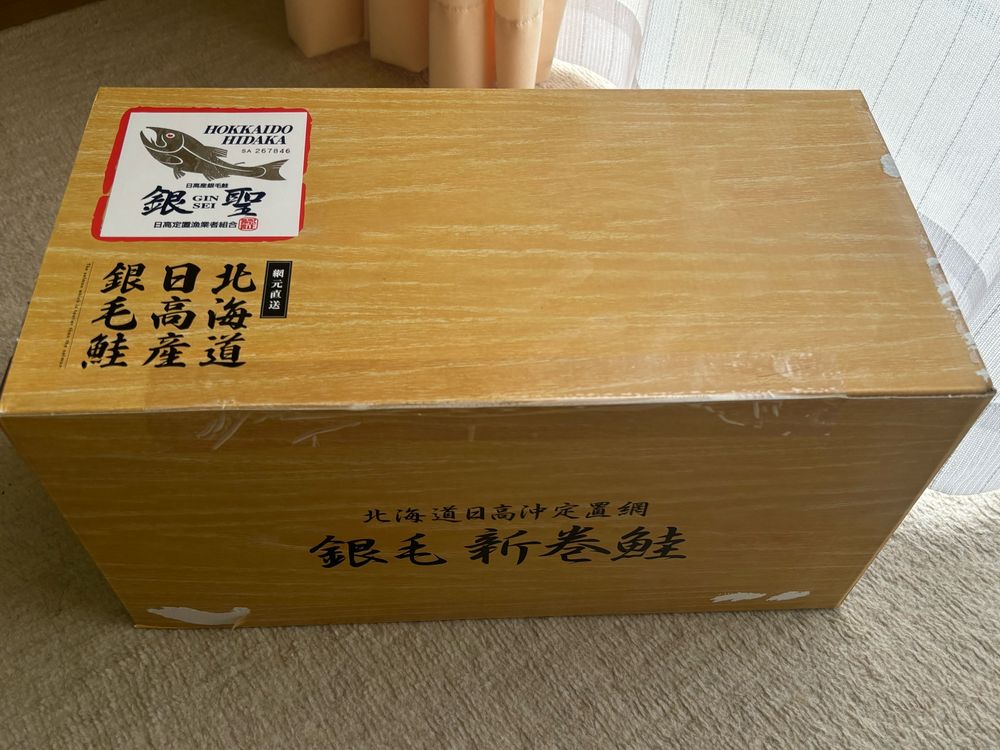 HOKKAIDO
HIDAKA
SA 267846
日高産銀毛鮭
銀聖
GIN
SEI
日高定置漁業者組合
網元直送
北海道
日高産
銀毛鮭
北海道日高沖定置網
銀毛 新巻鮭